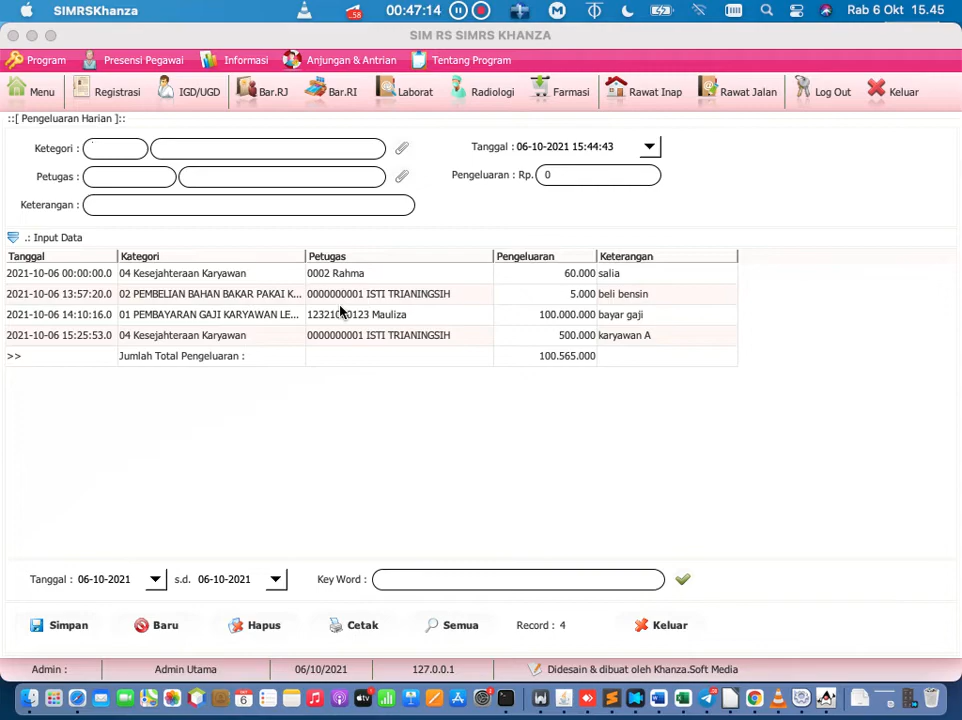 SIMRSKhanza 58 00:47:14 Rab 6 Okt 15.45
SIM RS SIMRS KHANZA
Program Presensi Pegawai Informasi Anjungan & Antrian Tentang Program
Menu Registrasi IGD/UGD Bar.RJ Bar.RI Laborat Radiologi Farmasi Rawat Inap Rawat Jalan Log Out Keluar
::[ Pengeluaran Harian ]::
Ketegori : Tanggal : 06-10-2021 15:44:43
Petugas : Pengeluaran : Rp. 0
Keterangan :
.: Input Data
Tanggal Kategori Petugas Pengeluaran Keterangan
2021-10-06 00:00:00.0 04 Kesejahteraan Karyawan 0002 Rahma 60.000 salia
2021-10-06 13:57:20.0 02 PEMBELIAN BAHAN BAKAR PAKAI K... 0000000001 ISTI TRIANINGSIH 5.000 beli bensin
2021-10-06 14:10:16.0 01 PEMBAYARAN GAJI KARYAWAN LE... Mauliza 100.000.000 bayar gaji
2021-10-06 15:25:53.0 04 Kesejahteraan Karyawan 0000000001 ISTI TRIANINGSIH 500.000 karyawan A
>> Jumlah Total Pengeluaran : 100.565.000
Tanggal : 06-10-2021 s.d. 06-10-2021 Key Word :
Simpan Baru Hapus Cetak Semua Record : 4 Keluar
Admin : Admin Utama 06/10/2021 127.0.0.1 Didesain & dibuat oleh Khanza.Soft Media